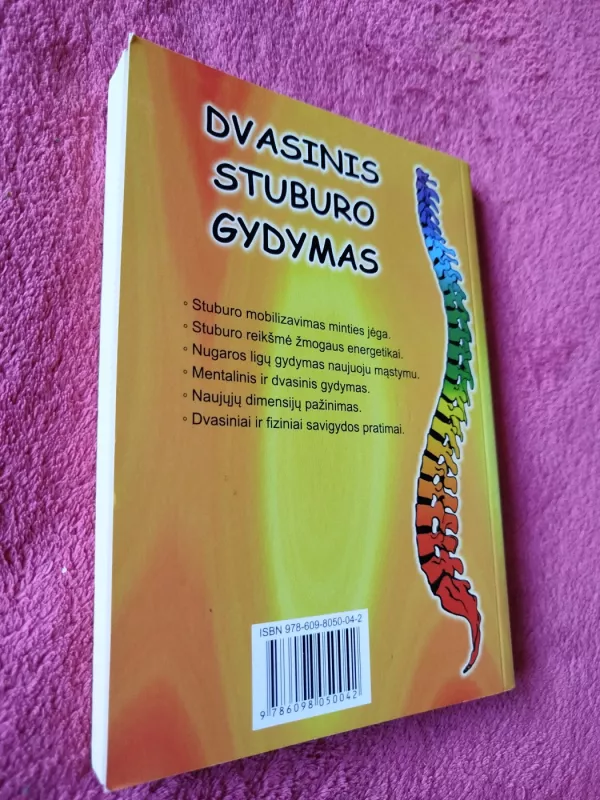 DVASINIS
STUBURO
GYDYMAS
◦ Stuburo mobilizavimas minties jėga.
◦ Stuburo reikšmė žmogaus energetikai.
◦ Nugaros ligų gydymas naujuoju mąstymu.
◦ Mentalinis ir dvasinis gydymas.
◦ Naujųjų dimensijų pažinimas.
◦ Dvasiniai ir fiziniai savigydos pratimai.
ISBN 978-609-8050-04-2
9 786098 050042